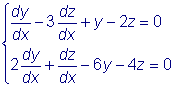 { dy/dx − 3 dz/dx + y − 2z = 0
2 dy/dx + dz/dx − 6y − 4z = 0